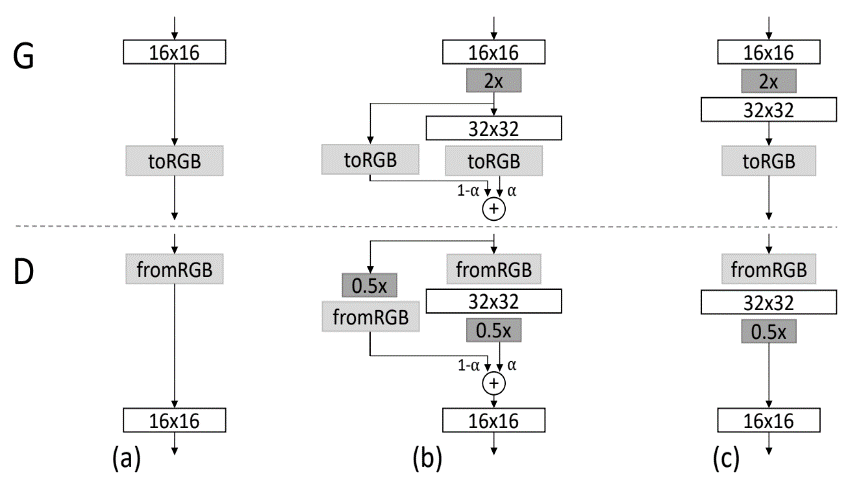 G
16x16
toRGB
16x16
2x
32x32
toRGB
toRGB
1-α
α
+
16x16
2x
32x32
toRGB
D
fromRGB
16x16
fromRGB
0.5x
32x32
fromRGB
0.5x
1-α
α
+
16x16
fromRGB
32x32
0.5x
16x16
(a)
(b)
(c)